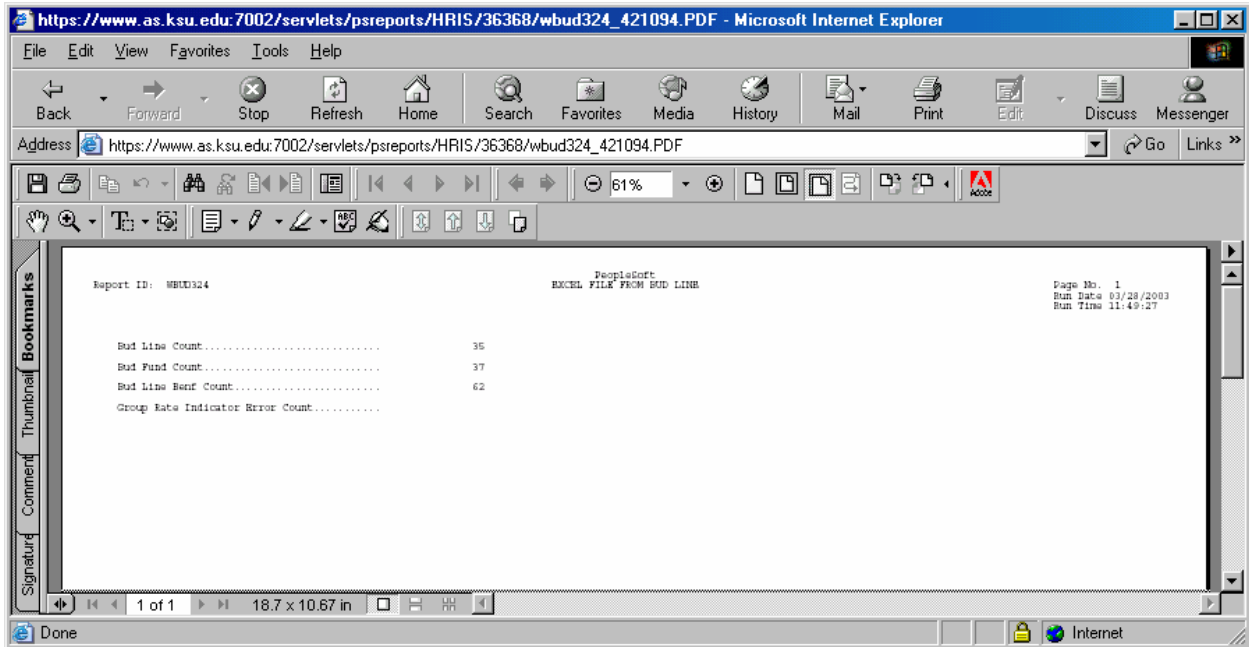 https://www.as.ksu.edu:7002/servlets/psreports/HRIS/36368/wbud324_421094.PDF - Microsoft Internet Explorer
File Edit View Favorites Tools Help
Back Forward Stop Refresh Home Search Favorites Media History Mail Print Edit Discuss Messenger
Address https://www.as.ksu.edu:7002/servlets/psreports/HRIS/36368/wbud324_421094.PDF Go Links »
61%
Adobe
ABC
Bookmarks
Thumbnail
Comment
Signature
PeopleSoft
Report ID: WBUD324 EXCEL FILE FROM BUD LINE Page No. 1
Run Date 03/28/2003
Run Time 11:49:27
Bud Line Count.............................. 35
Bud Fund Count.............................. 37
Bud Line Benf Count......................... 62
Group Rate Indicator Error Count...........
1 of 1 18.7 x 10.67 in
Done Internet